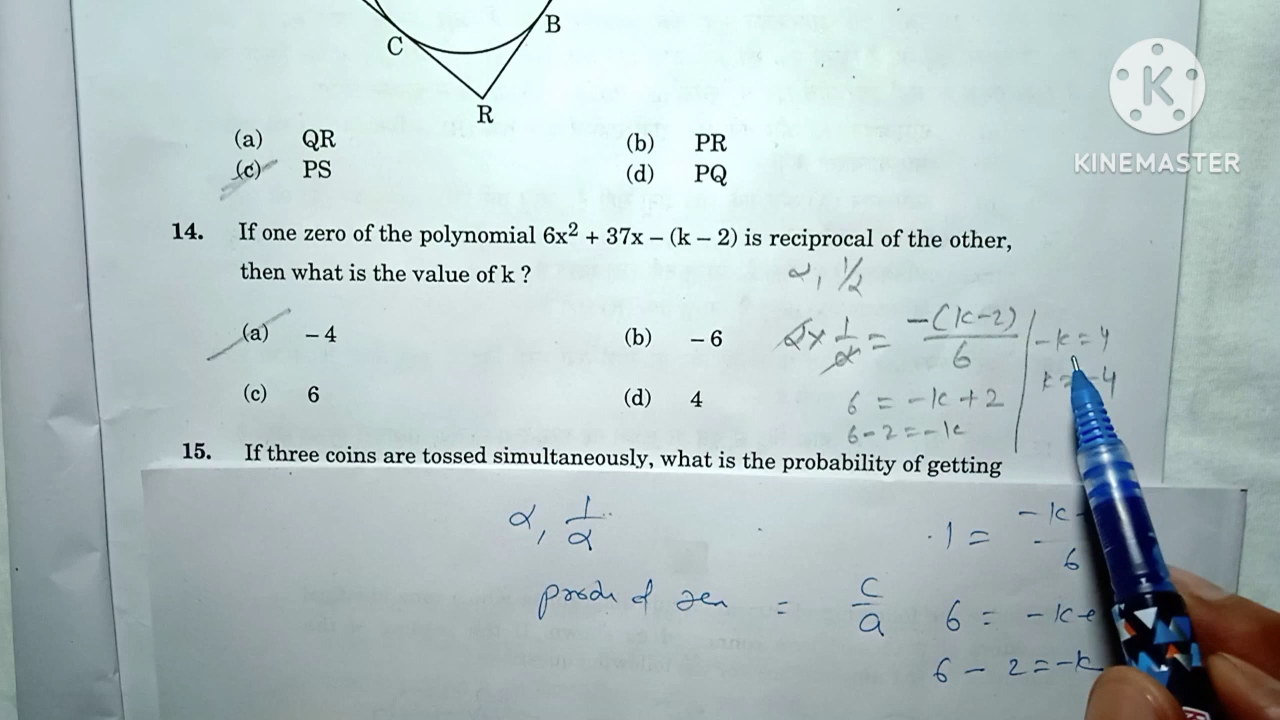 B
C
R
(a) QR (b) PR
(c) PS (d) PQ
KINEMASTER
14. If one zero of the polynomial 6x² + 37x – (k – 2) is reciprocal of the other,
then what is the value of k ?
α, 1/α
(a) – 4 (b) – 6
α × 1/α = -(k-2)/6
-k = 4
k = -4
(c) 6 (d) 4
6 = -k + 2
6 - 2 = -k
15. If three coins are tossed simultaneously, what is the probability of getting
α, 1/α
1 = -k / 6
of = c/a
6 = -k+
6 - 2 = -k